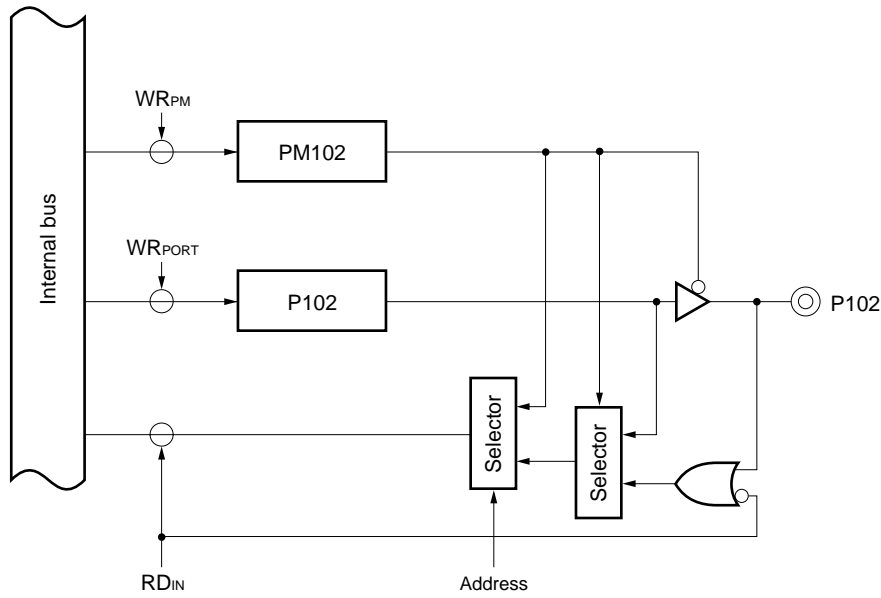 WRPM
PM102
Internal bus
WRPORT
P102
P102
Selector
Selector
RDIN
Address